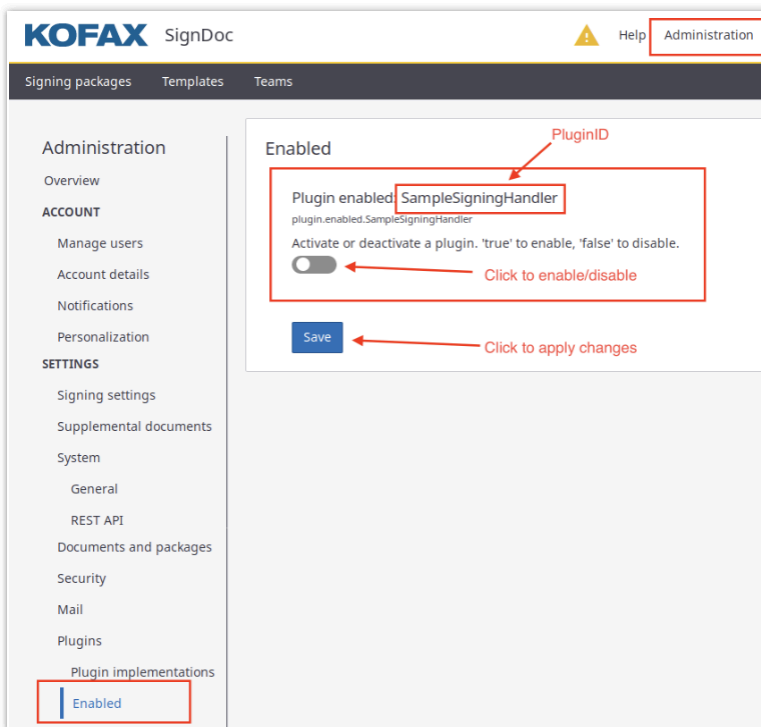 KOFAX SignDoc
Help
Administration
Signing packages
Templates
Teams
Administration
Overview
ACCOUNT
Manage users
Account details
Notifications
Personalization
SETTINGS
Signing settings
Supplemental documents
System
General
REST API
Documents and packages
Security
Mail
Plugins
Plugin implementations
Enabled
Enabled
PluginID
Plugin enabled: SampleSigningHandler
plugin.enabled.SampleSigningHandler
Activate or deactivate a plugin. 'true' to enable, 'false' to disable.
Click to enable/disable
Save
Click to apply changes